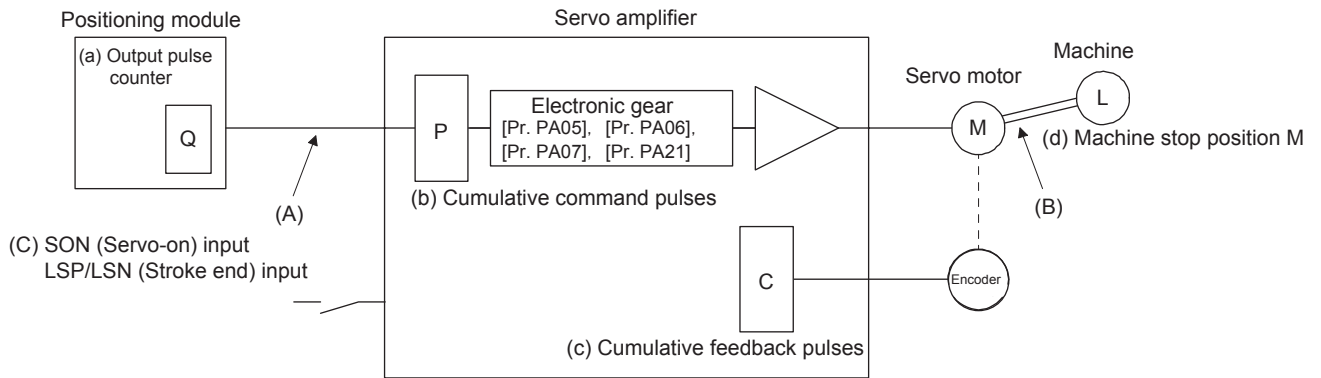 Positioning module
Servo amplifier
(a) Output pulse
counter
Q
(A)
P
Electronic gear
[Pr. PA05], [Pr. PA06],
[Pr. PA07], [Pr. PA21]
(b) Cumulative command pulses
Servo motor
M
Machine
L
(d) Machine stop position M
(B)
(C) SON (Servo-on) input
LSP/LSN (Stroke end) input
C
Encoder
(c) Cumulative feedback pulses